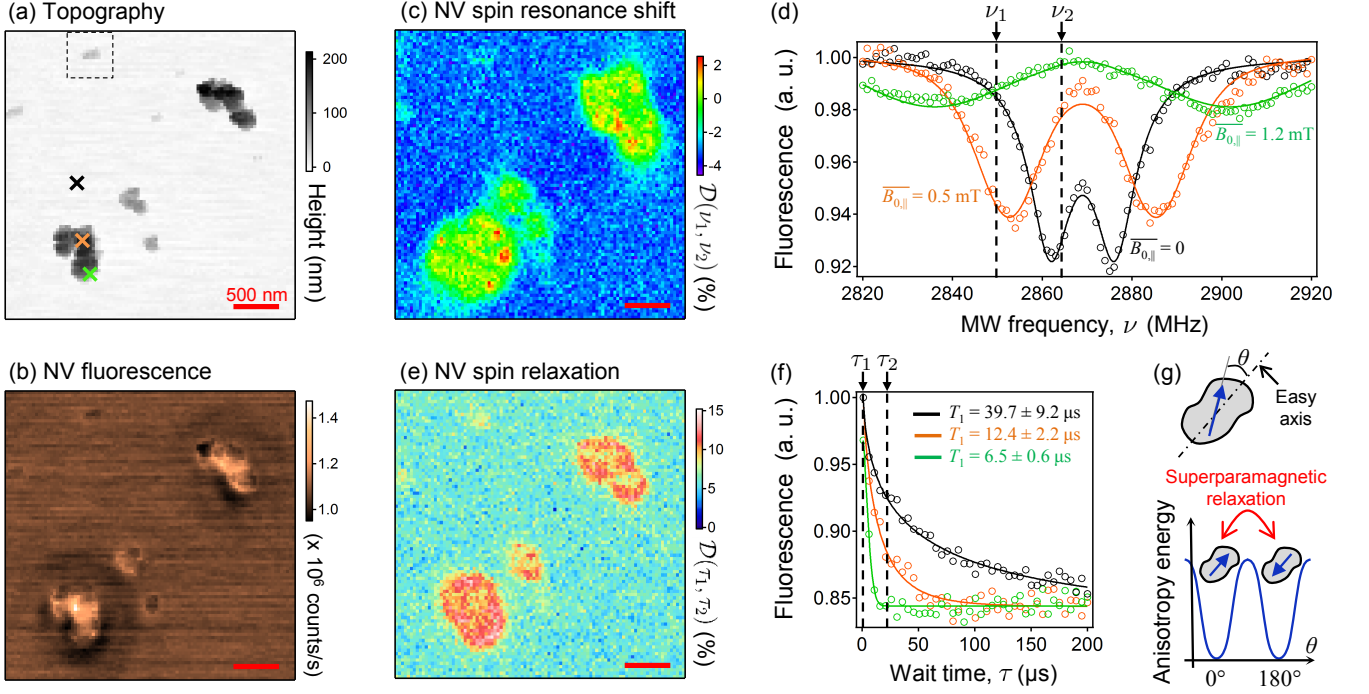 (a) Topography
200
100
0
Height (nm)
500 nm
(b) NV fluorescence
1.4
1.2
1.0
(x 10⁶ counts/s)
(c) NV spin resonance shift
2
0
-2
-4
𝒟(ν₁, ν₂) (%)
(e) NV spin relaxation
15
10
5
0
𝒟(τ₁, τ₂) (%)
(d)
ν₁ ν₂
1.00
0.98
0.96
0.94
0.92
Fluorescence (a. u.)
B₀,∥ = 1.2 mT
B₀,∥ = 0.5 mT
B₀,∥ = 0
2820 2840 2860 2880 2900 2920
MW frequency, ν (MHz)
(f)
τ₁ τ₂
1.00
0.95
0.90
0.85
Fluorescence (a. u.)
T₁ = 39.7 ± 9.2 µs
T₁ = 12.4 ± 2.2 µs
T₁ = 6.5 ± 0.6 µs
0 50 100 150 200
Wait time, τ (µs)
(g)
θ
Easy
axis
Superparamagnetic
relaxation
Anisotropy energy
θ
0° 180°